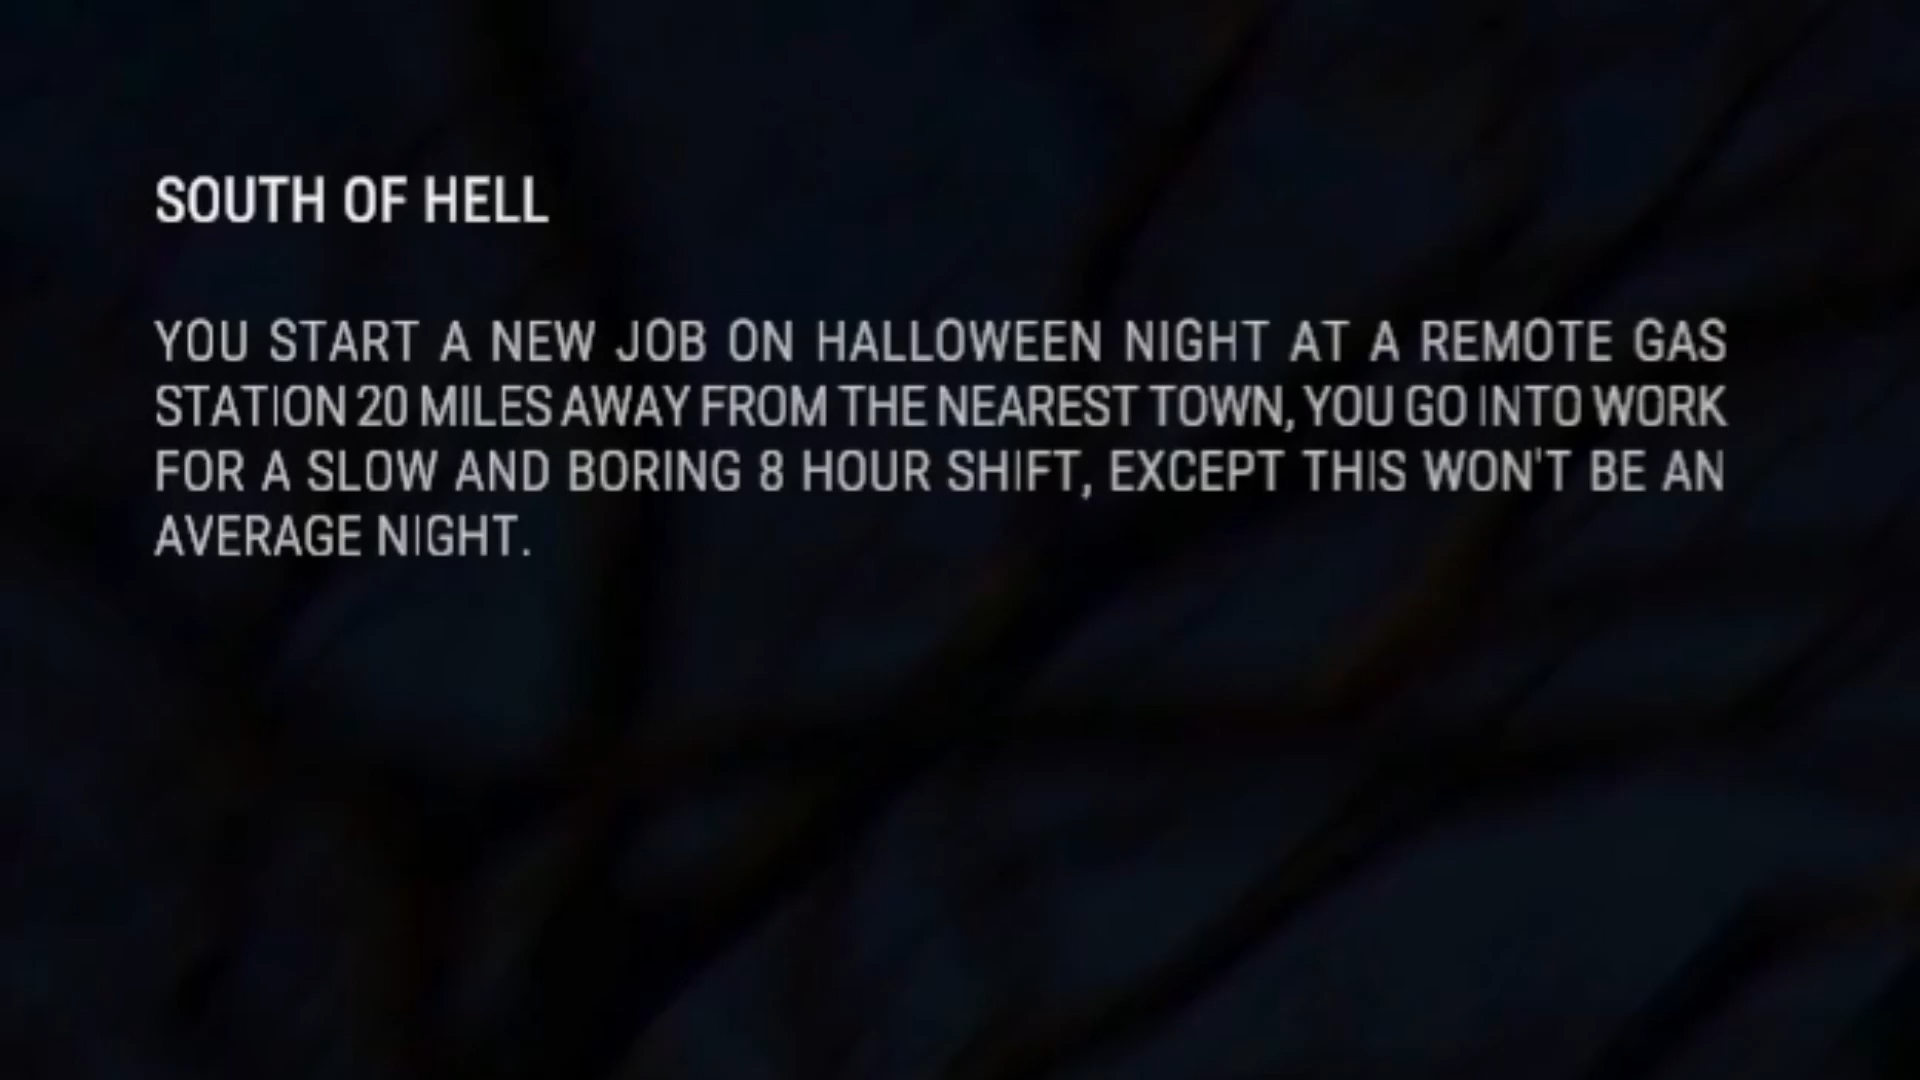 SOUTH OF HELL
YOU START A NEW JOB ON HALLOWEEN NIGHT AT A REMOTE GAS
STATION 20 MILES AWAY FROM THE NEAREST TOWN, YOU GO INTO WORK
FOR A SLOW AND BORING 8 HOUR SHIFT, EXCEPT THIS WON'T BE AN
AVERAGE NIGHT.